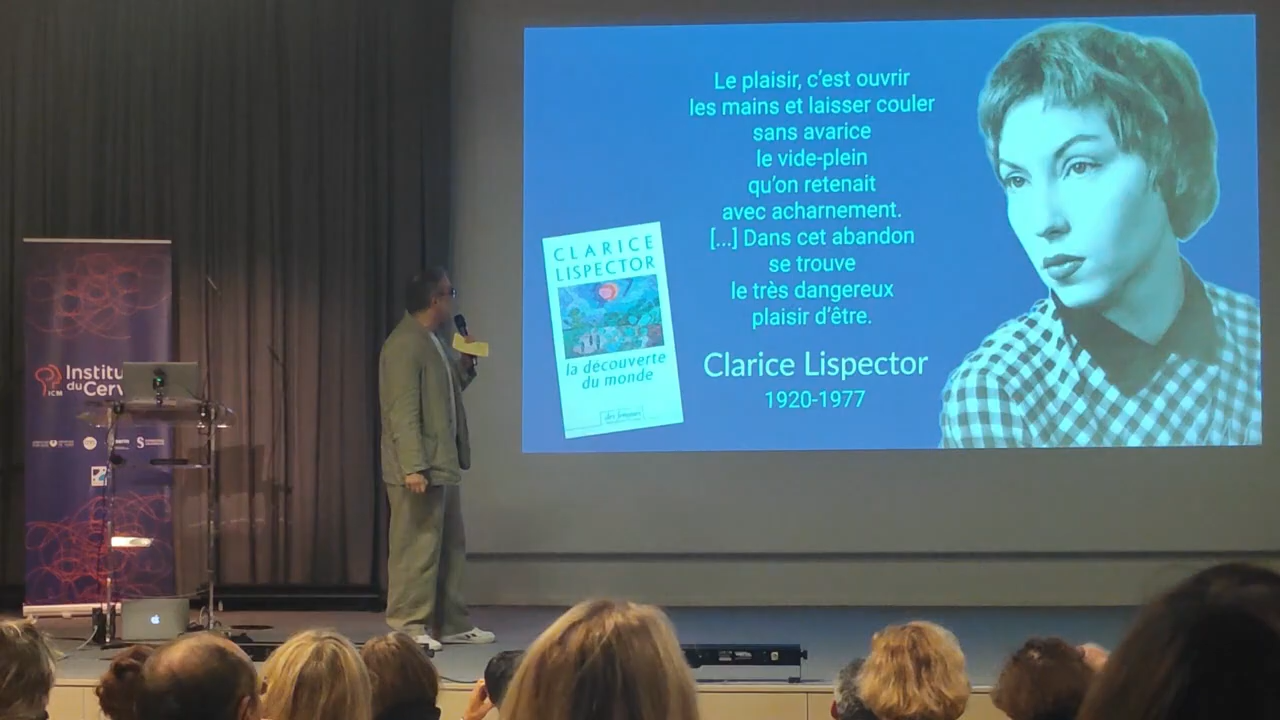 Le plaisir, c'est ouvrir
les mains et laisser couler
sans avarice
le vide-plein
qu'on retenait
avec acharnement.
[...] Dans cet abandon
se trouve
le très dangereux
plaisir d'être.
Clarice Lispector
1920-1977
CLARICE
LISPECTOR
la découverte
du monde
Institu
du Cerv
ICM